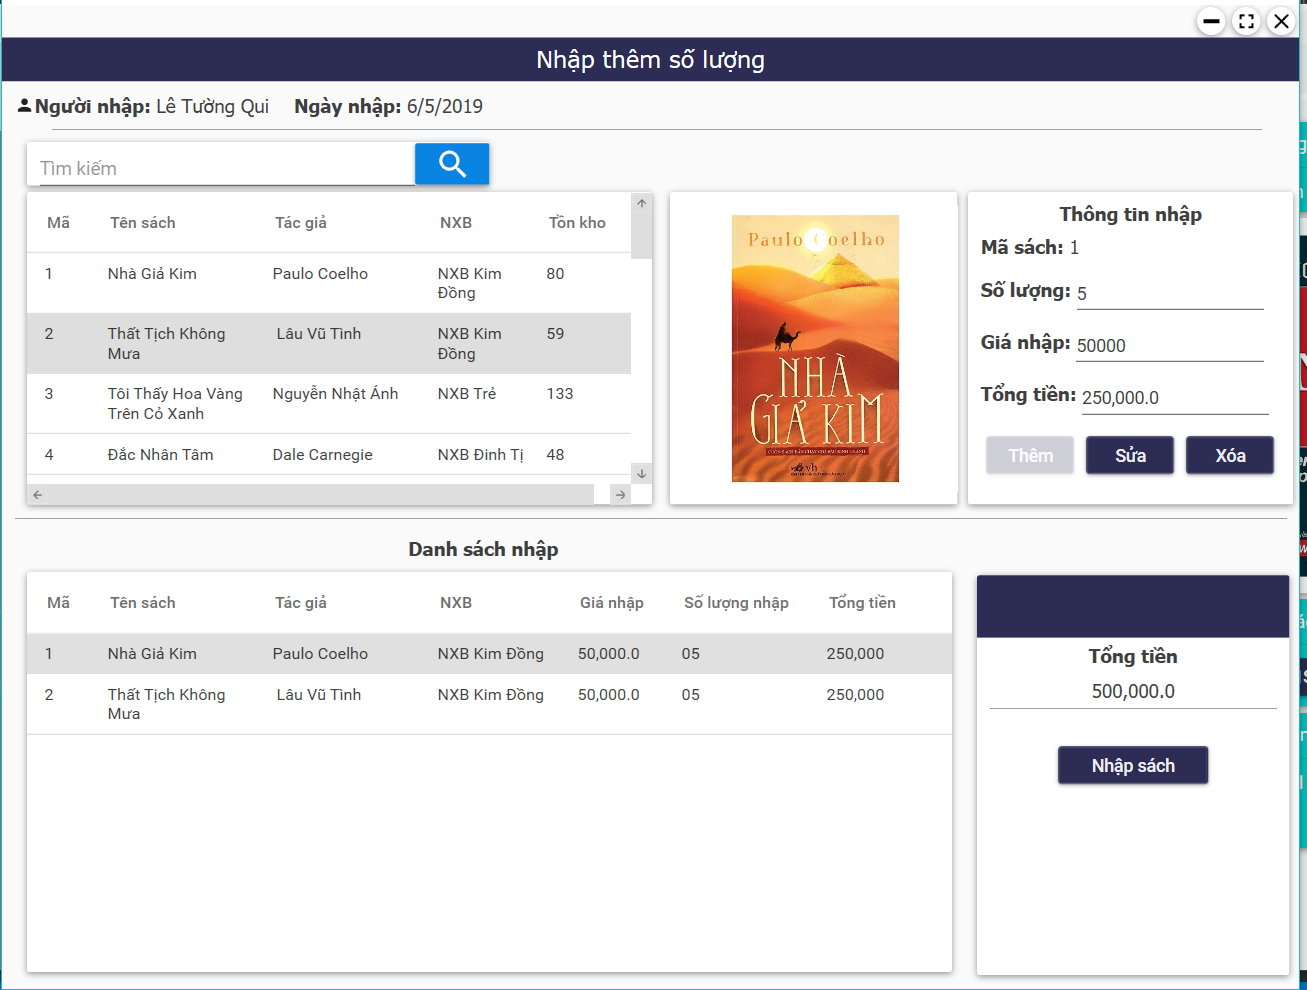 Nhập thêm số lượng
Người nhập: Lê Tường Qui Ngày nhập: 6/5/2019
Tìm kiếm
Mã Tên sách Tác giả NXB Tồn kho
1 Nhà Giả Kim Paulo Coelho NXB Kim Đồng 80
2 Thất Tịch Không Mưa Lâu Vũ Tình NXB Kim Đồng 59
3 Tôi Thấy Hoa Vàng Trên Cỏ Xanh Nguyễn Nhật Ánh NXB Trẻ 133
4 Đắc Nhân Tâm Dale Carnegie NXB Đinh Tị 48
Paulo Coelho
NHÀ
GIẢ KIM
Thông tin nhập
Mã sách: 1
Số lượng: 5
Giá nhập: 50000
Tổng tiền: 250,000.0
Thêm Sửa Xóa
Danh sách nhập
Mã Tên sách Tác giả NXB Giá nhập Số lượng nhập Tổng tiền
1 Nhà Giả Kim Paulo Coelho NXB Kim Đồng 50,000.0 05 250,000
2 Thất Tịch Không Mưa Lâu Vũ Tình NXB Kim Đồng 50,000.0 05 250,000
Tổng tiền
500,000.0
Nhập sách